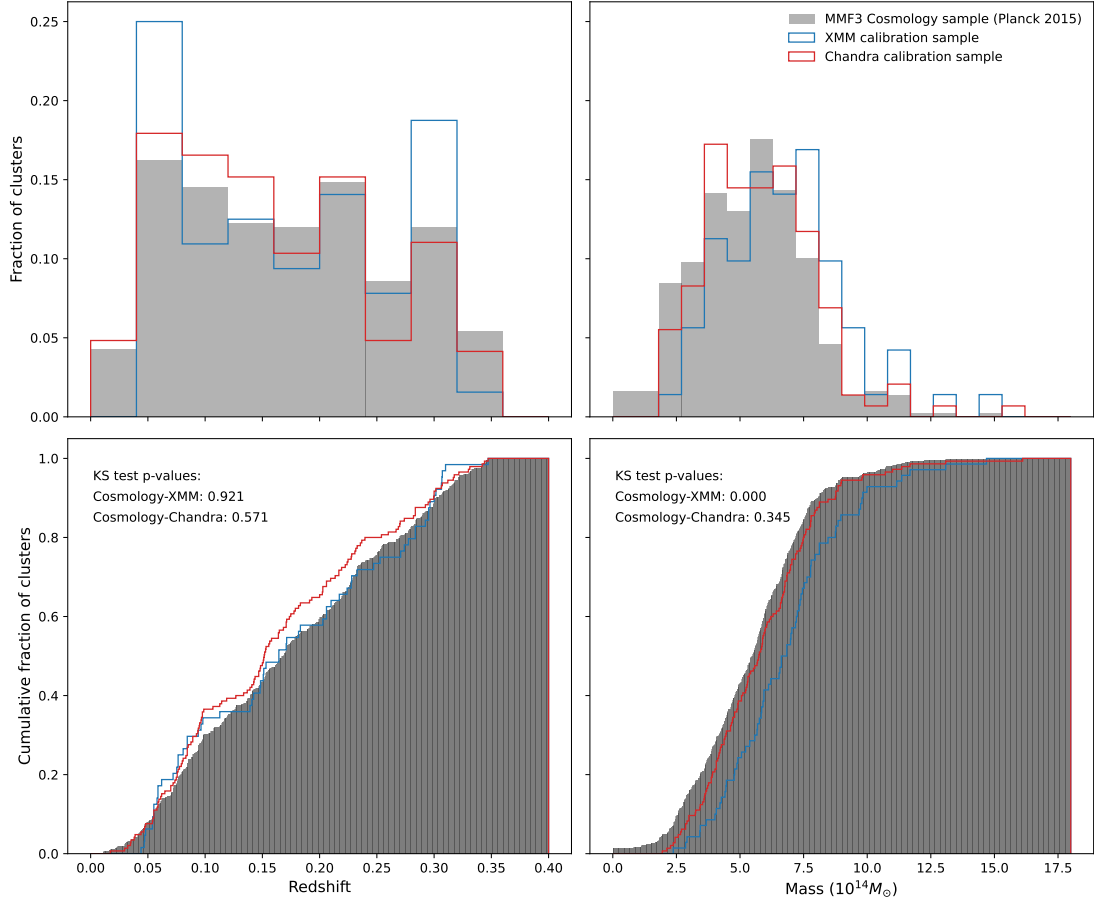 0.25
0.20
0.15
0.10
0.05
0.00
Fraction of clusters
MMF3 Cosmology sample (Planck 2015)
XMM calibration sample
Chandra calibration sample
1.0
0.8
0.6
0.4
0.2
0.0
Cumulative fraction of clusters
KS test p-values:
Cosmology-XMM: 0.921
Cosmology-Chandra: 0.571
0.00 0.05 0.10 0.15 0.20 0.25 0.30 0.35 0.40
Redshift
KS test p-values:
Cosmology-XMM: 0.000
Cosmology-Chandra: 0.345
0.0 2.5 5.0 7.5 10.0 12.5 15.0 17.5
Mass (10¹⁴M☉)